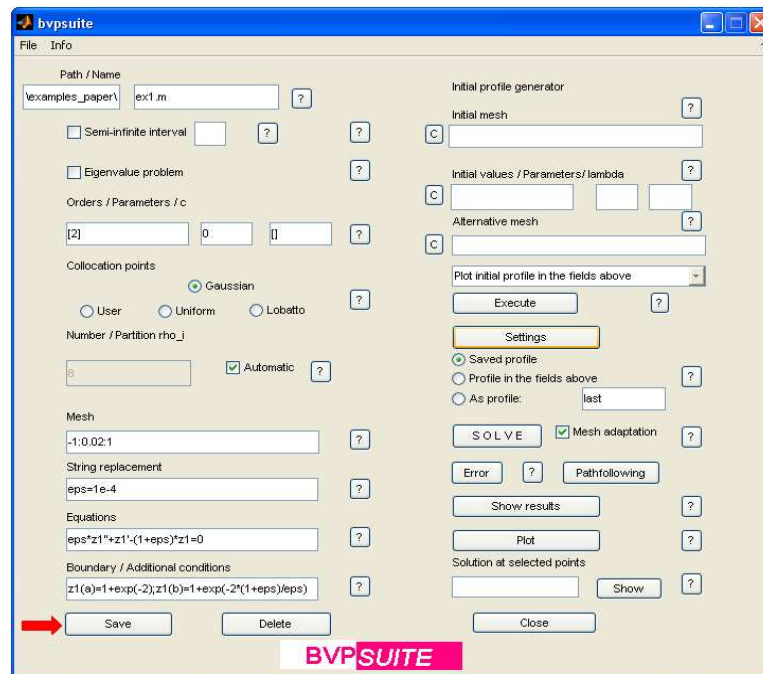 bvpsuite
File Info
Path / Name
\examples_paper\ ex1.m ?
Semi-infinite interval ? ?
Eigenvalue problem ?
Orders / Parameters / c
[2] 0 [] ?
Collocation points
Gaussian
User Uniform Lobatto ?
Number / Partition rho_i
8 Automatic ?
Mesh
-1:0.02:1 ?
String replacement
eps=1e-4 ?
Equations
eps*z1''+z1'-(1+eps)*z1=0 ?
Boundary / Additional conditions
z1(a)=1+exp(-2);z1(b)=1+exp(-2*(1+eps)/eps) ?
Save Delete
Initial profile generator
Initial mesh ?
C
Initial values / Parameters/ lambda ?
C
Alternative mesh ?
C
Plot initial profile in the fields above
Execute ?
Settings
Saved profile
Profile in the fields above ?
As profile: last
S O L V E Mesh adaptation ?
Error ? Pathfollowing
Show results ?
Plot ?
Solution at selected points
Show ?
Close
BVPSUITE